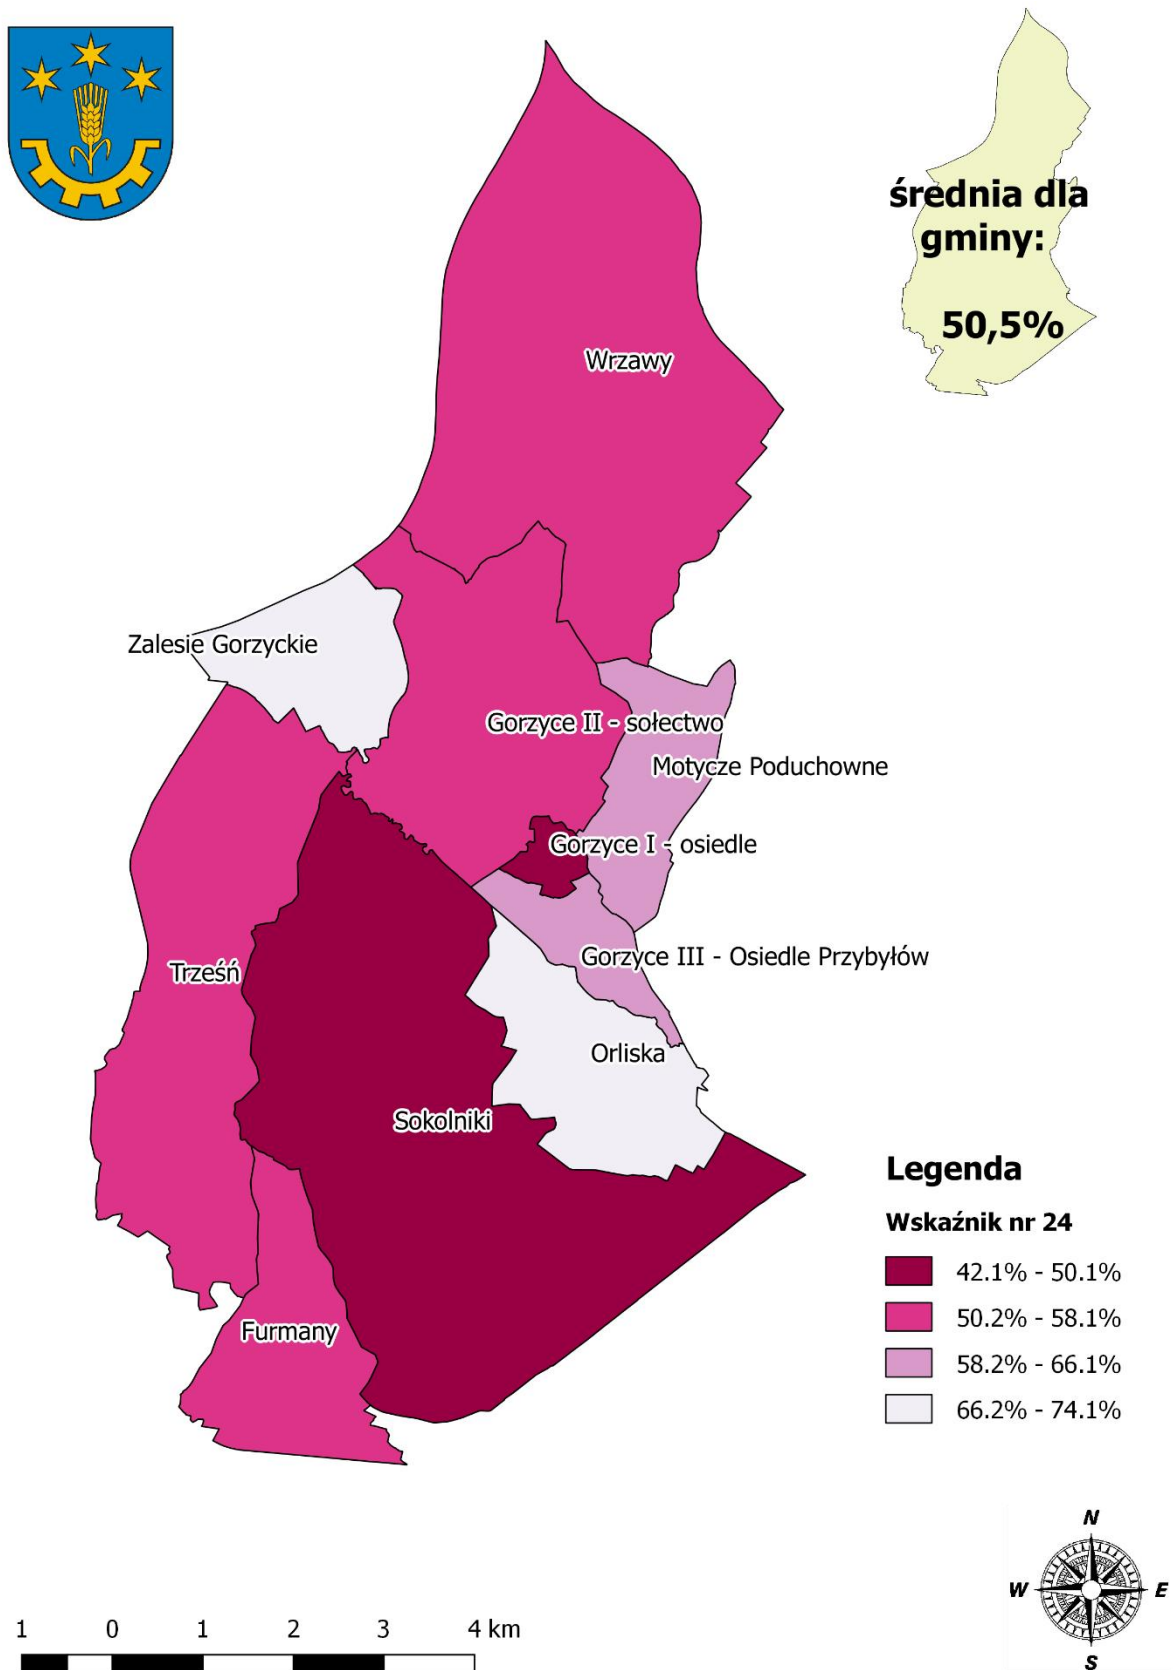 średnia dla
gminy:
50,5%
Wrzawy
Zalesie Gorzyckie
Gorzyce II - sołectwo
Motycze Poduchowne
Gorzyce I - osiedle
Gorzyce III - Osiedle Przybyłów
Trześń
Orliska
Sokolniki
Furmany
Legenda
Wskaźnik nr 24
42.1% - 50.1%
50.2% - 58.1%
58.2% - 66.1%
66.2% - 74.1%
N
W E
S
1 0 1 2 3 4 km